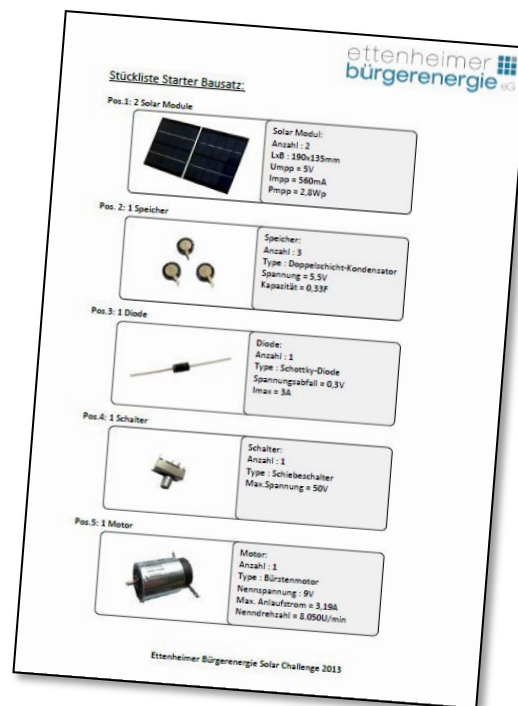 ettenheimer
bürgerenergie eG
Stückliste Starter Bausatz:
Pos.1: 2 Solar Module
Solar Modul:
Anzahl : 2
LxB : 190x135mm
Umpp = 5V
Impp = 560mA
Pmpp = 2,8Wp
Pos. 2: 1 Speicher
Speicher:
Anzahl : 3
Type : Doppelschicht-Kondensator
Spannung = 5,5V
Kapazität = 0,33F
Pos.3: 1 Diode
Diode:
Anzahl : 1
Type : Schottky-Diode
Spannungsabfall = 0,3V
Imax = 3A
Pos.4: 1 Schalter
Schalter:
Anzahl : 1
Type : Schiebeschalter
Max.Spannung = 50V
Pos.5: 1 Motor
Motor:
Anzahl : 1
Type : Bürstenmotor
Nennspannung : 9V
Max. Anlaufstrom = 3,19A
Nenndrehzahl = 8.050U/min
Ettenheimer Bürgerenergie Solar Challenge 2013